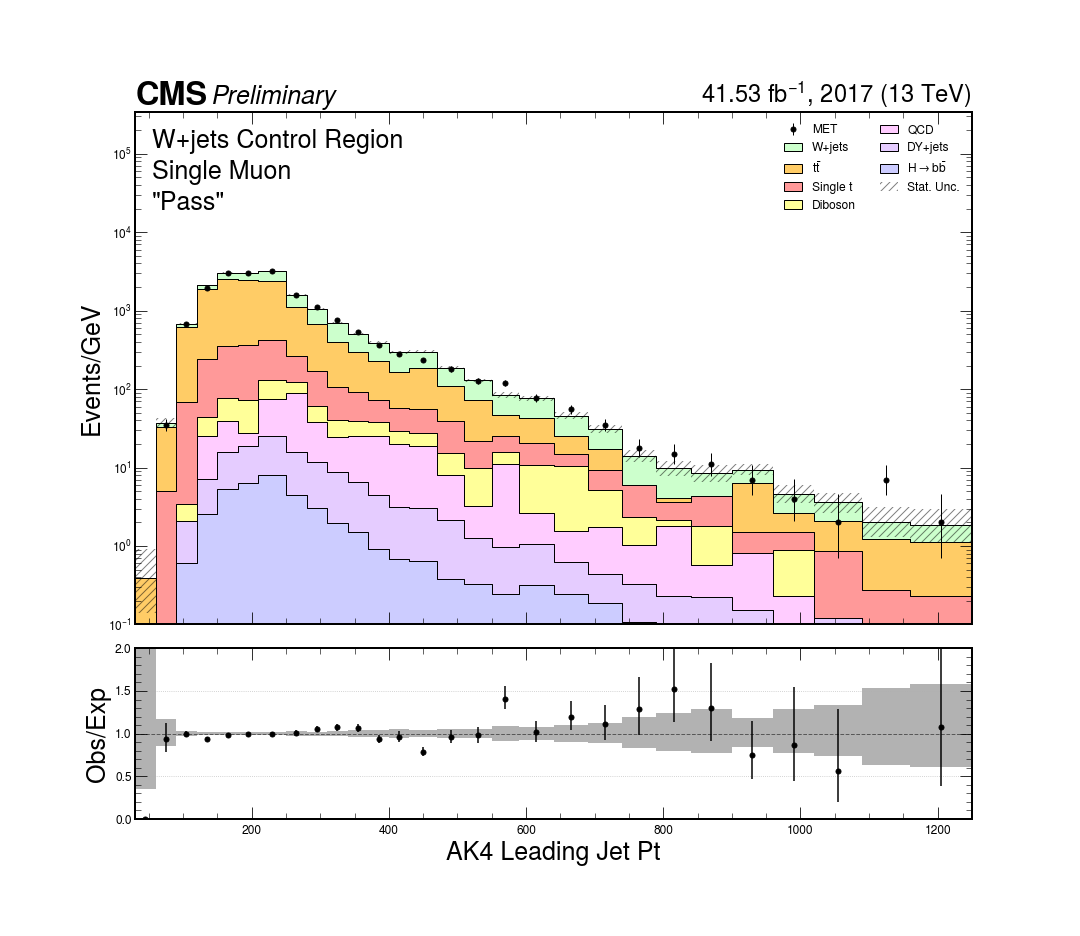 CMS Preliminary
41.53 fb⁻¹, 2017 (13 TeV)
W+jets Control Region
Single Muon
"Pass"
MET
W+jets
tt̄
Single t
Diboson
QCD
DY+jets
H→bb̄
Stat. Unc.
Events/GeV
10⁵
10⁴
10³
10²
10¹
10⁰
10⁻¹
Obs/Exp
2.0
1.5
1.0
0.5
0.0
200 400 600 800 1000 1200
AK4 Leading Jet Pt